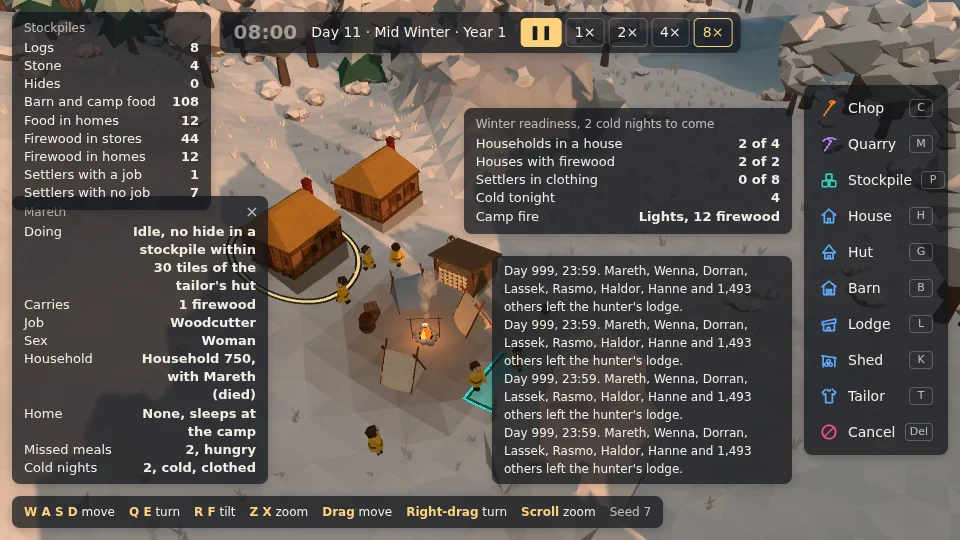 Stockpiles
Logs 8
Stone 4
Hides 0
Barn and camp food 108
Food in homes 12
Firewood in stores 44
Firewood in homes 12
Settlers with a job 1
Settlers with no job 7
08:00 Day 11 · Mid Winter · Year 1 ❚❚ 1× 2× 4× 8×
Winter readiness, 2 cold nights to come
Households in a house 2 of 4
Houses with firewood 2 of 2
Settlers in clothing 0 of 8
Cold tonight 4
Camp fire Lights, 12 firewood
Chop C
Quarry M
Stockpile P
House H
Hut G
Barn B
Lodge L
Shed K
Tailor T
Cancel Del
Mareth ×
Doing Idle, no hide in a
stockpile within
30 tiles of the
tailor's hut
Carries 1 firewood
Job Woodcutter
Sex Woman
Household Household 750,
with Mareth
(died)
Home None, sleeps at
the camp
Missed meals 2, hungry
Cold nights 2, cold, clothed
Day 999, 23:59. Mareth, Wenna, Dorran,
Lassek, Rasmo, Haldor, Hanne and 1,493
others left the hunter's lodge.
Day 999, 23:59. Mareth, Wenna, Dorran,
Lassek, Rasmo, Haldor, Hanne and 1,493
others left the hunter's lodge.
Day 999, 23:59. Mareth, Wenna, Dorran,
Lassek, Rasmo, Haldor, Hanne and 1,493
others left the hunter's lodge.
Day 999, 23:59. Mareth, Wenna, Dorran,
Lassek, Rasmo, Haldor, Hanne and 1,493
others left the hunter's lodge.
W A S D move Q E turn R F tilt Z X zoom Drag move Right-drag turn Scroll zoom Seed 7